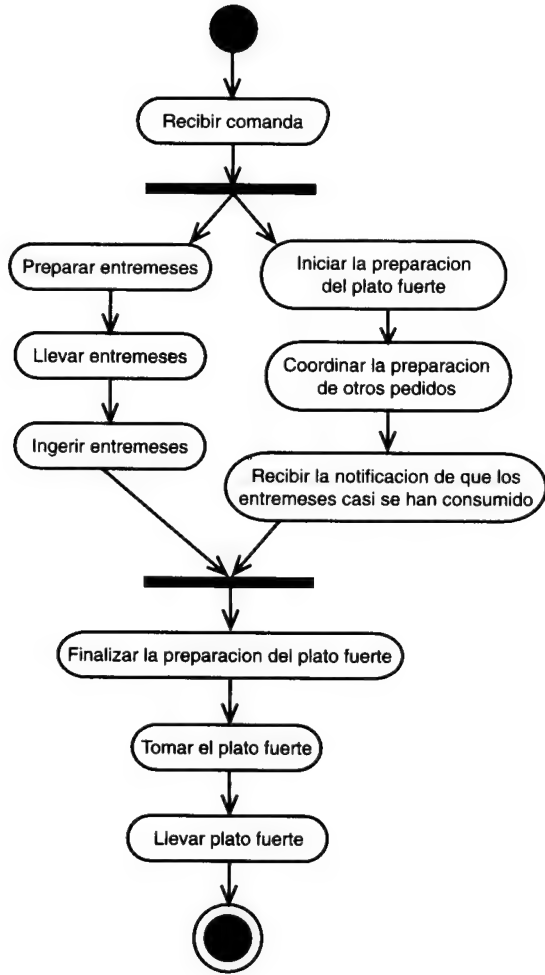 Recibir comanda
Preparar entremeses
Llevar entremeses
Ingerir entremeses
Iniciar la preparacion
del plato fuerte
Coordinar la preparacion
de otros pedidos
Recibir la notificacion de que los
entremeses casi se han consumido
Finalizar la preparacion del plato fuerte
Tomar el plato fuerte
Llevar plato fuerte